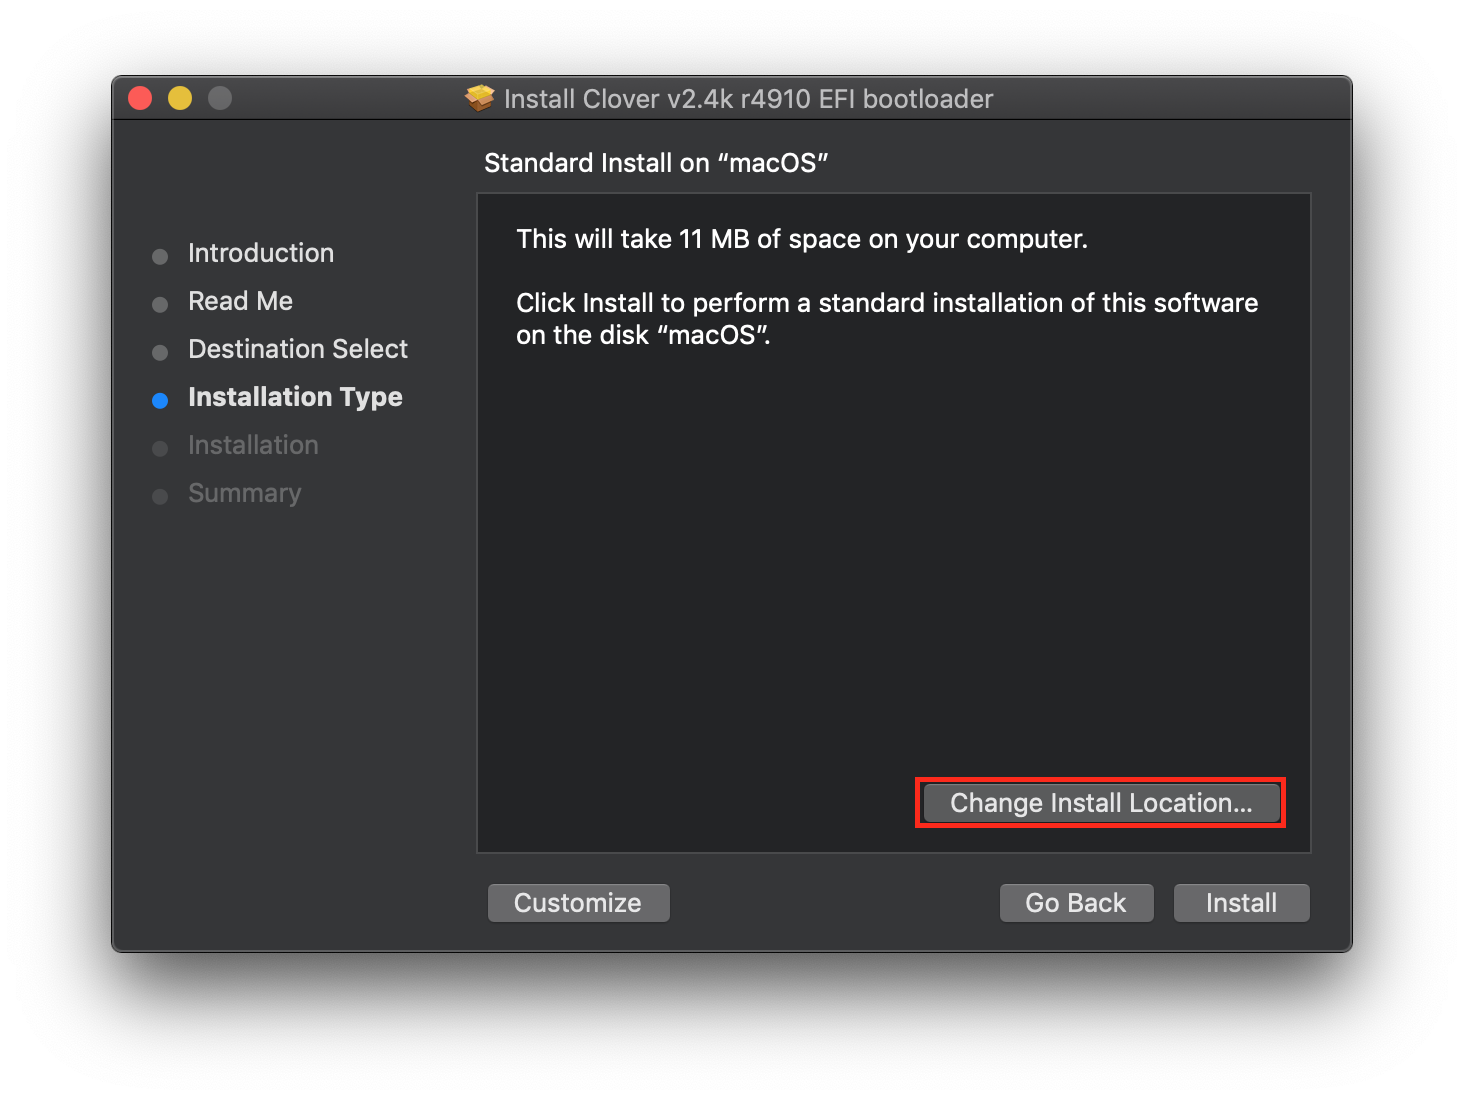 Install Clover v2.4k r4910 EFI bootloader
Standard Install on “macOS”
Introduction
Read Me
Destination Select
Installation Type
Installation
Summary
This will take 11 MB of space on your computer.
Click Install to perform a standard installation of this software
on the disk “macOS”.
Change Install Location...
Customize
Go Back
Install